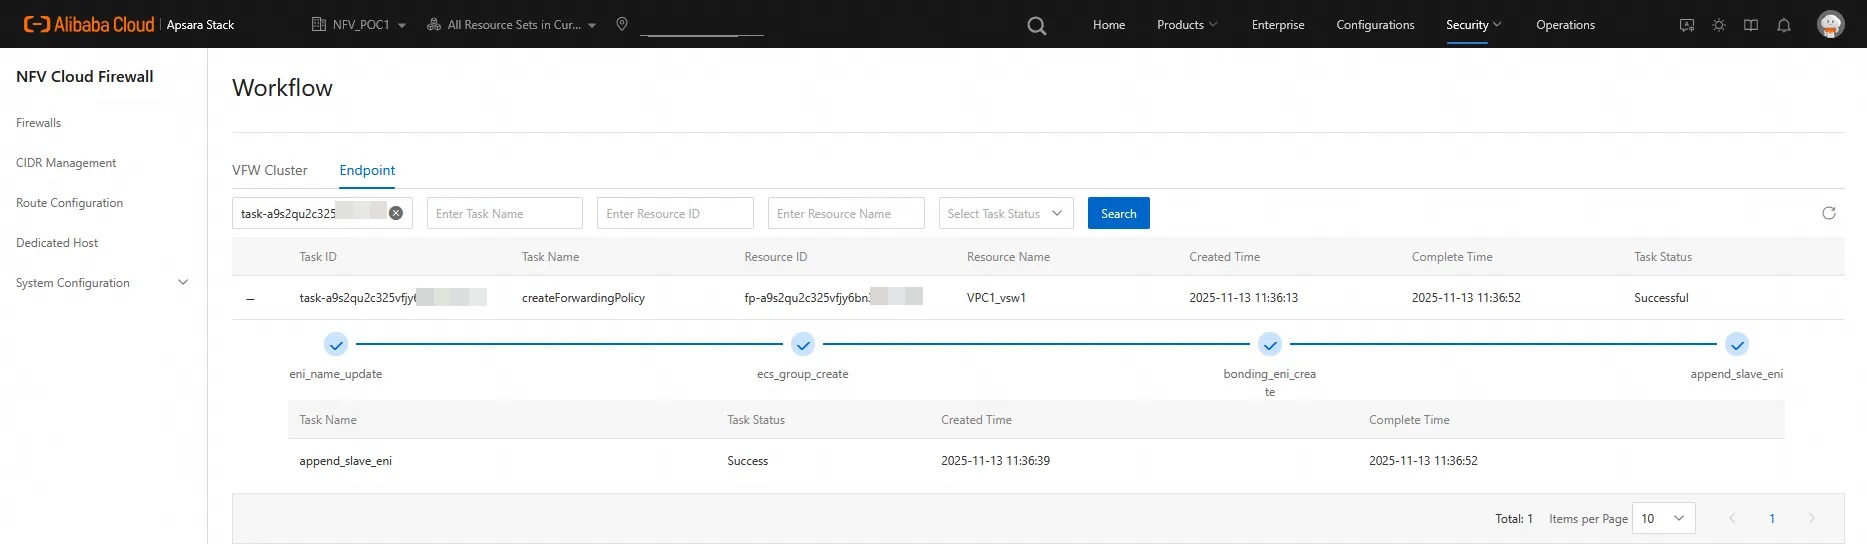 Alibaba Cloud | Apsara Stack NFV_POC1 All Resource Sets in Cur... Home Products Enterprise Configurations Security Operations
NFV Cloud Firewall
Firewalls
CIDR Management
Route Configuration
Dedicated Host
System Configuration
Workflow
VFW Cluster Endpoint
task-a9s2qu2c325 Enter Task Name Enter Resource ID Enter Resource Name Select Task Status Search
Task ID Task Name Resource ID Resource Name Created Time Complete Time Task Status
task-a9s2qu2c325vfjy createForwardingPolicy fp-a9s2qu2c325vfjy6bn VPC1_vsw1 2025-11-13 11:36:13 2025-11-13 11:36:52 Successful
eni_name_update ecs_group_create bonding_eni_crea append_slave_eni
te
Task Name Task Status Created Time Complete Time
append_slave_eni Success 2025-11-13 11:36:39 2025-11-13 11:36:52
Total: 1 Items per Page 10 1